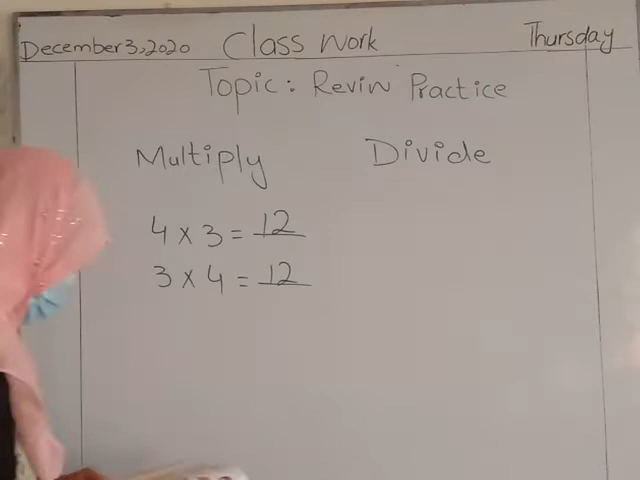 December 3, 2020 Class Work Thursday
Topic: Reviw Practice
Multiply Divide
4 x 3 = 12
3 x 4 = 12